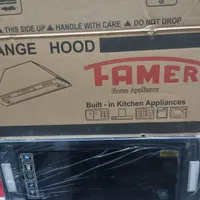 THIS SIDE UP ▲ HANDLE WITH CARE ▲ DO NOT DROP
ANGE HOOD
FAMER
Home Appliance
Built - in Kitchen Appliances